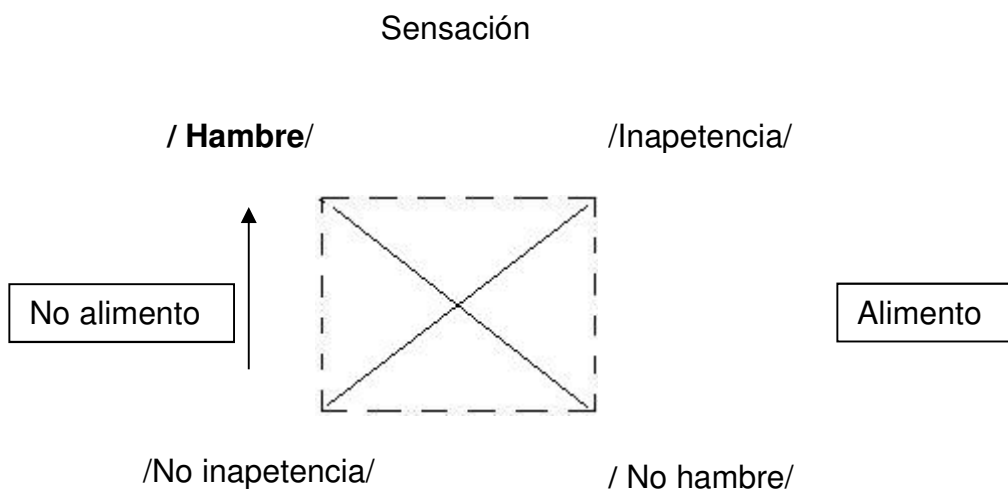 Sensación
/ Hambre/
/Inapetencia/
No alimento
Alimento
/No inapetencia/
/ No hambre/